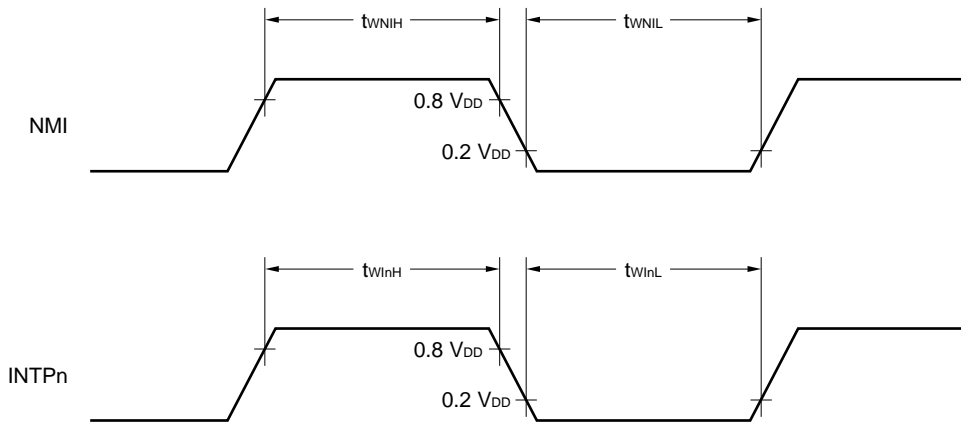 tWNIH
tWNIL
0.8 VDD
NMI
0.2 VDD
tWInH
tWInL
0.8 VDD
INTPn
0.2 VDD